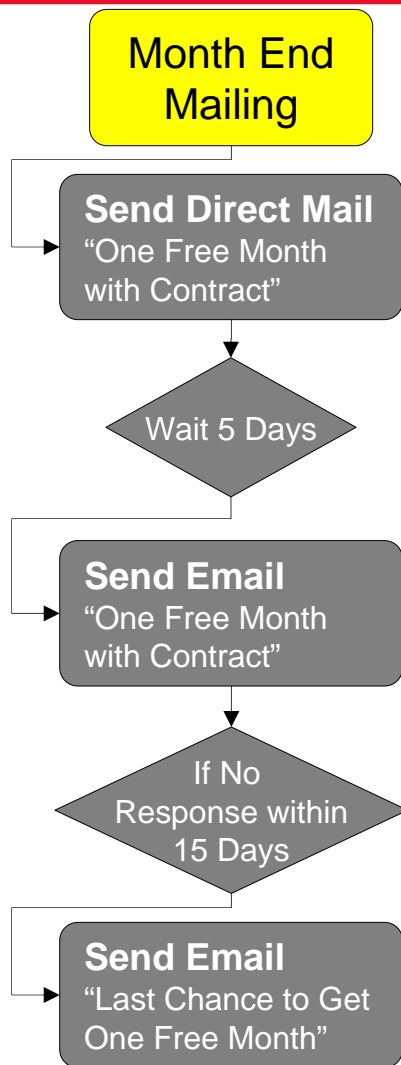 Month End
Mailing
Send Direct Mail
“One Free Month
with Contract”
Wait 5 Days
Send Email
“One Free Month
with Contract”
If No
Response within
15 Days
Send Email
“Last Chance to Get
One Free Month”